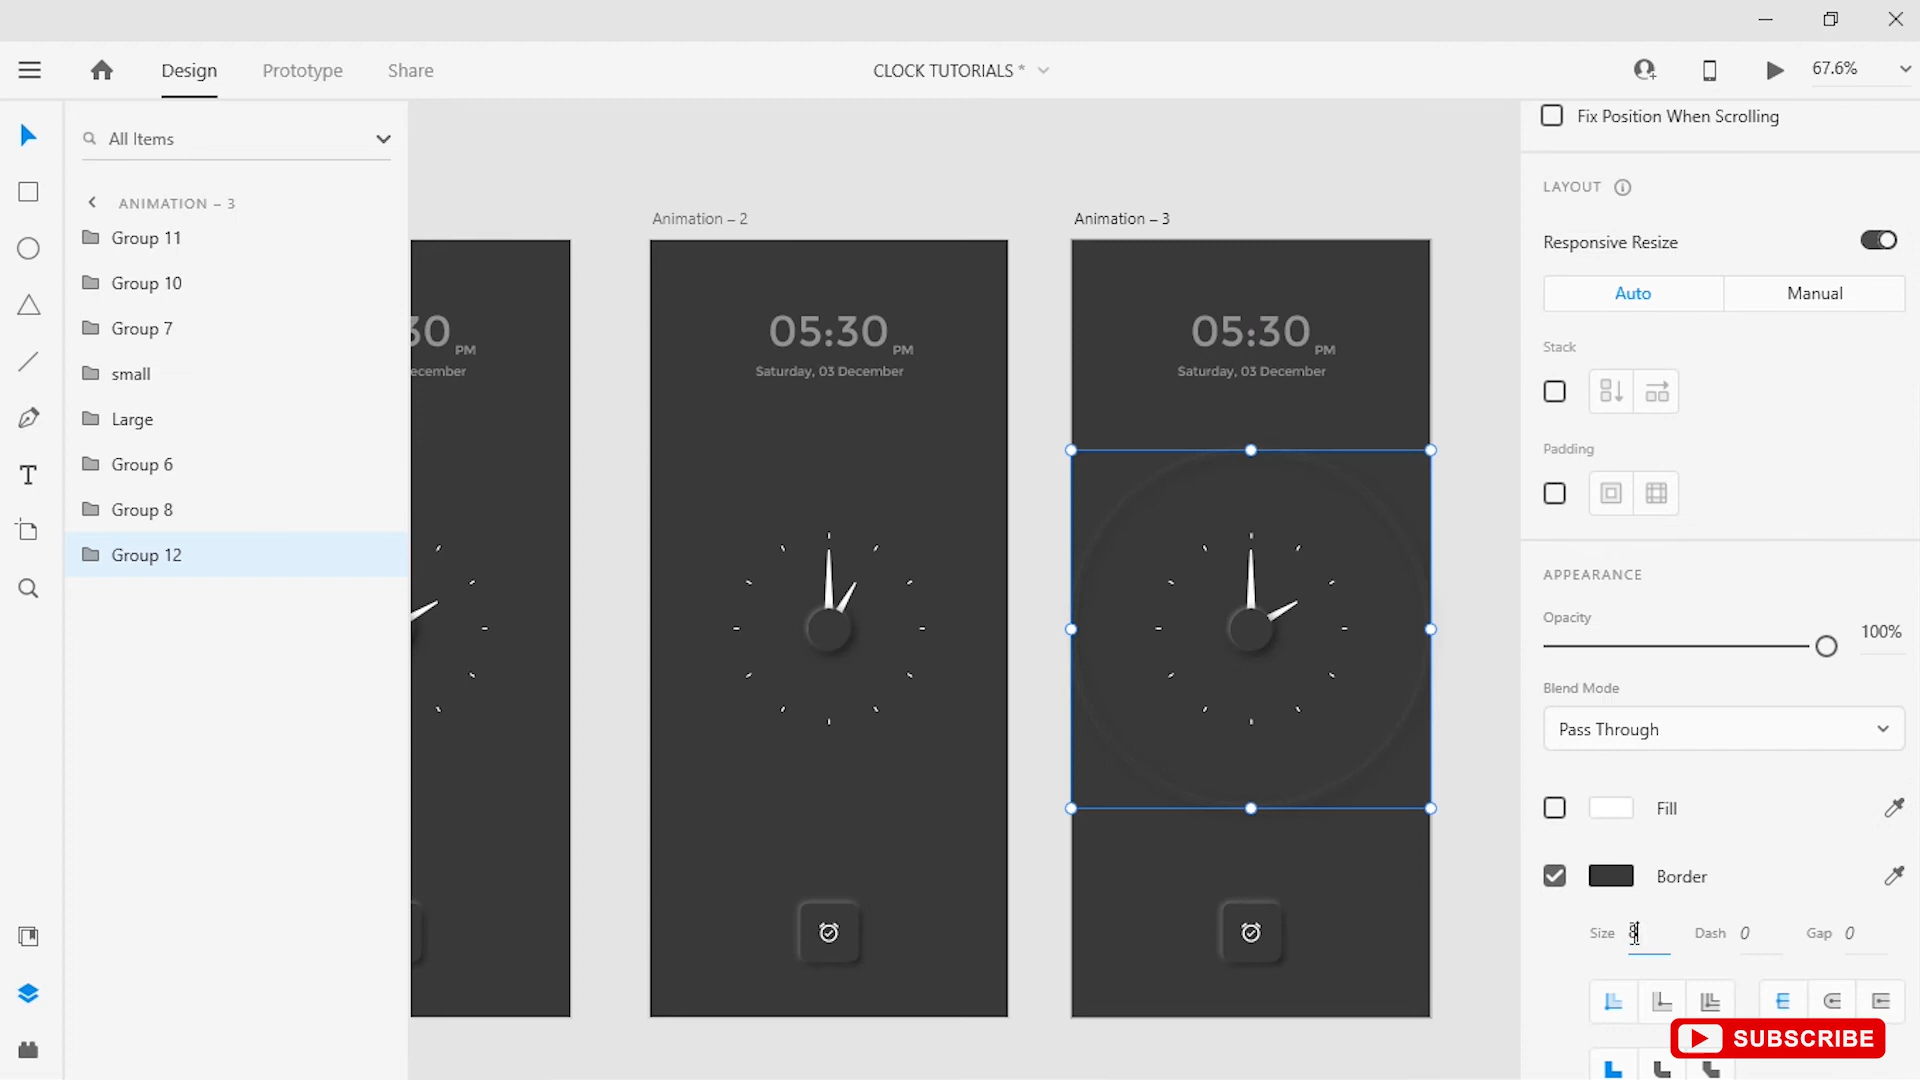 Design
Prototype
Share
CLOCK TUTORIALS *
67.6%
All Items
ANIMATION – 3
Group 11
Group 10
Group 7
small
Large
Group 6
Group 8
Group 12
30
PM
ecember
Animation – 2
05:30
PM
Saturday, 03 December
Animation – 3
05:30
PM
Saturday, 03 December
Fix Position When Scrolling
LAYOUT
Responsive Resize
Auto
Manual
Stack
Padding
APPEARANCE
Opacity
100%
Blend Mode
Pass Through
Fill
Border
Size 8 Dash 0 Gap 0
SUBSCRIBE